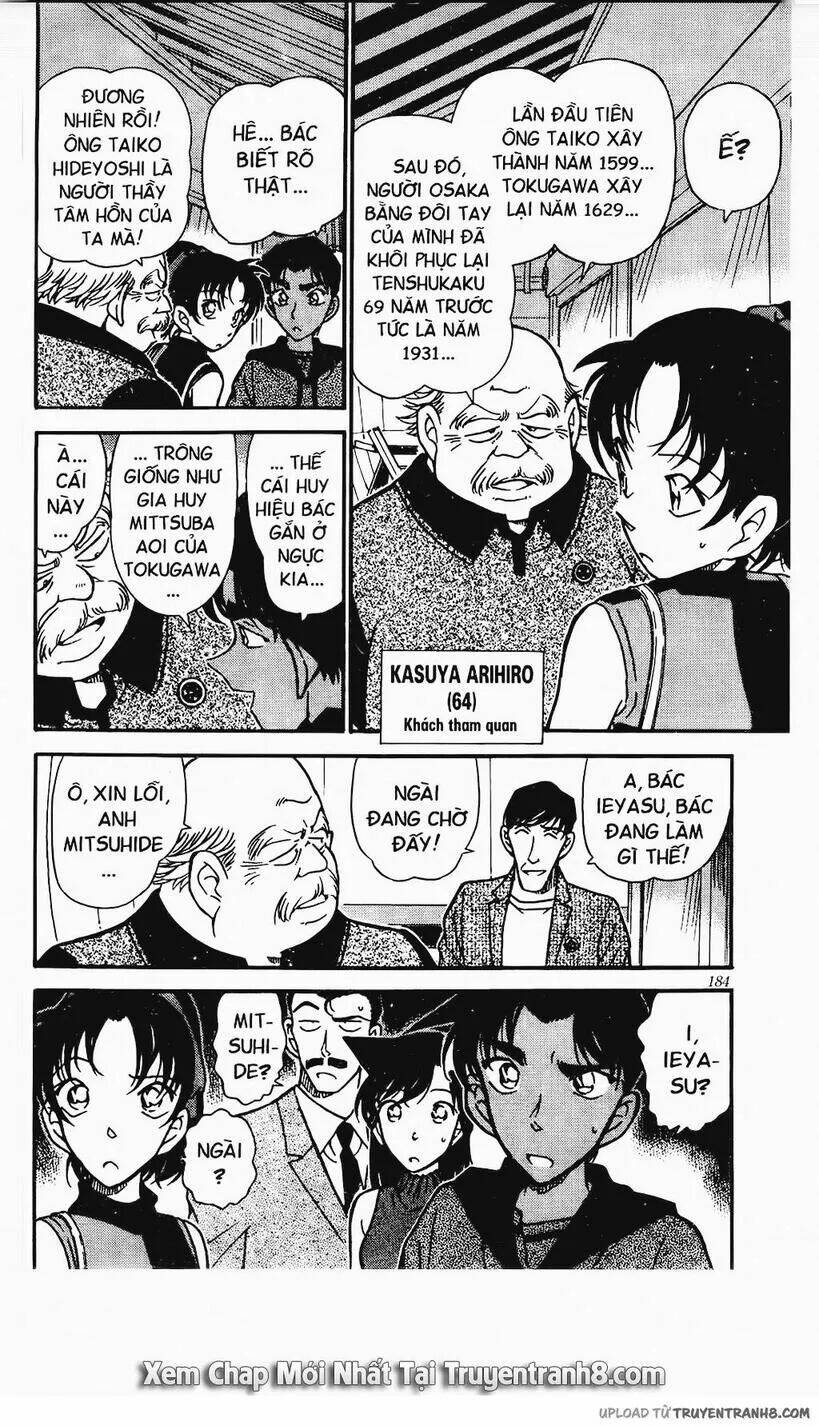 Ế?
LẦN ĐẦU TIÊN
ÔNG TAIKO XÂY
THÀNH NĂM 1599...
TOKUGAWA XÂY
LẠI NĂM 1629...
SAU ĐÓ,
NGƯỜI OSAKA
BẰNG ĐÔI TAY
CỦA MÌNH ĐÃ
KHÔI PHỤC LẠI
TENSHUKAKU
69 NĂM TRƯỚC
TỨC LÀ NĂM
1931...
KASUYA ARIHIRO
(64)
Khách tham quan
HÊ... BÁC
BIẾT RÕ
THẬT...
ĐƯƠNG
NHIÊN RỒI!
ÔNG TAIKO
HIDEYOSHI LÀ
NGƯỜI THẦY
TÂM HỒN CỦA
TA MÀ!
... THẾ
CÁI HUY
HIỆU BÁC
GẮN Ở
NGỰC
KIA...
... TRÔNG
GIỐNG NHƯ
GIA HUY
MITTSUBA
AOI CỦA
TOKUGAWA
...
À...
CÁI
NÀY
...
A, BÁC
IEYASU, BÁC
ĐANG LÀM
GÌ THẾ!
NGÀI
ĐANG CHỜ
ĐẤY!
Ô, XIN LỖI,
ANH
MITSUHIDE
...
184
I,
IEYA-
SU?
MIT-
SUHI-
DE?
NGÀI
?
Xem Chap Mới Nhất Tại Truyentranh8.com
UPLOAD TỪ TRUYENTRANH8.COM